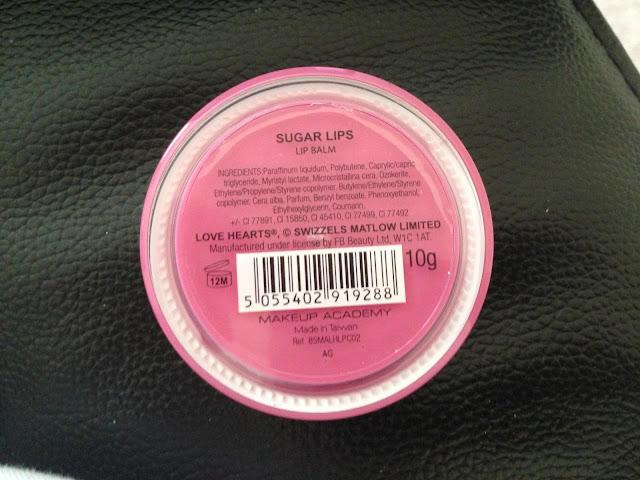 SUGAR LIPS
LIP BALM
INGREDIENTS:Paraffinum liquidum, Polybutene, Caprylic/capric
triglyceride, Myristyl lactate, Microcristallina cera, Ozokerite,
Ethylene/Propylene/Styrene copolymer, Butylene/Ethylene/Styrene
copolymer, Cera alba, Parfum, Benzyl benzoate, Phenoxyethanol,
Ethylhexylglycerin, Coumarin.
+/- CI 77891, CI 15850, CI 45410, CI 77499, CI 77492
LOVE HEARTS®, © SWIZZELS MATLOW LIMITED
Manufactured under license by FB Beauty Ltd, W1C 1AT.
12M
10g
5 055402 919288
MAKEUP ACADEMY
Made in Taiwan
Ref. 85MALHLPC02
AG